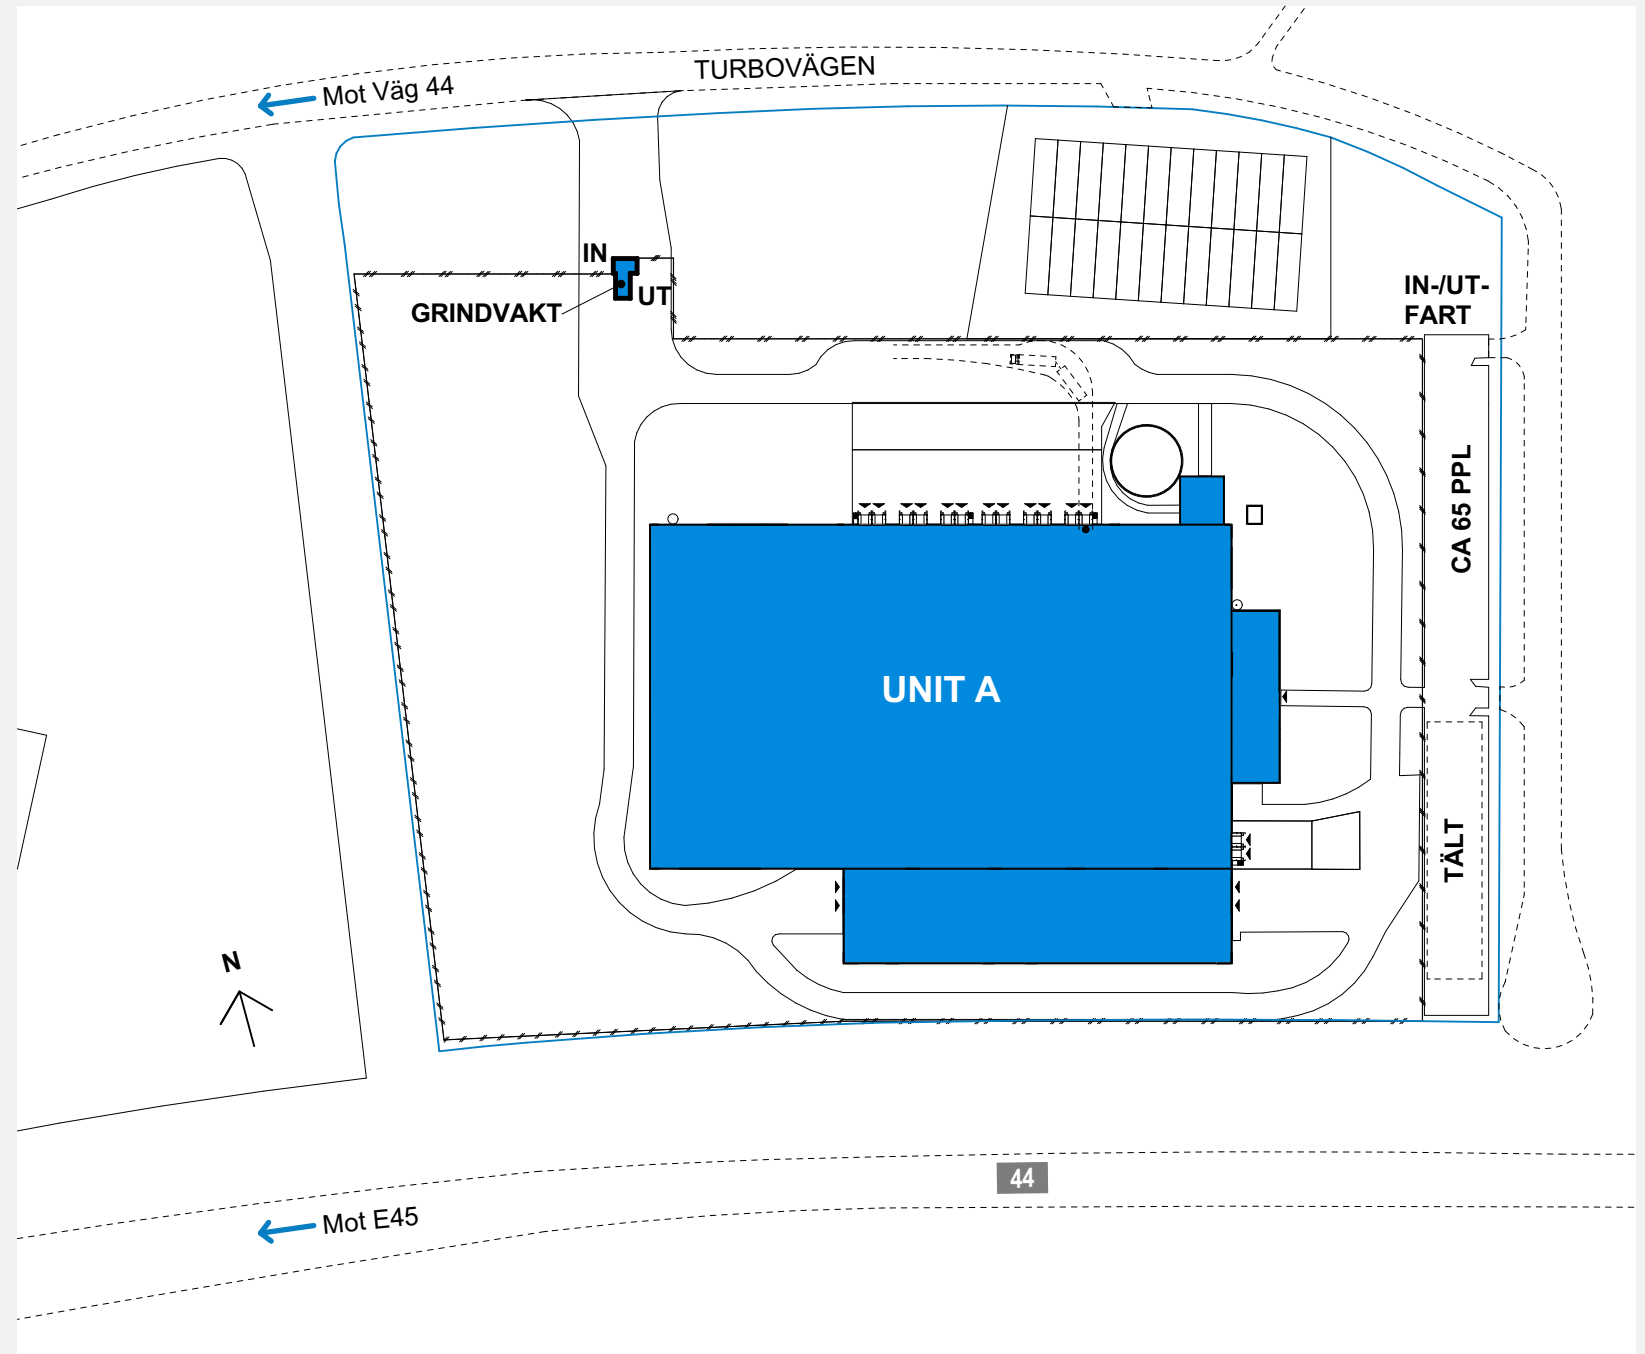 TURBOVÄGEN
Mot Väg 44
IN
GRINDVAKT
UT
IN-/UT-
FART
CA 65 PPL
UNIT A
TÄLT
N
44
Mot E45